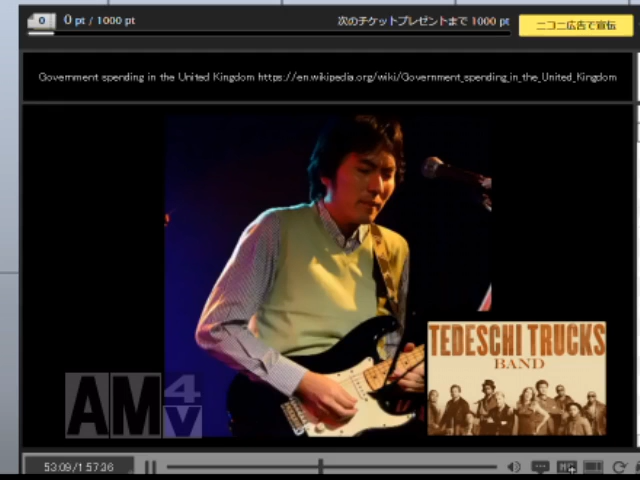 0 0 pt / 1000 pt 次のチケットプレゼントまで 1000 pt ニコニ広告で宣伝
Government spending in the United Kingdom https://en.wikipedia.org/wiki/Government_spending_in_the_United_Kingdom
TEDESCHI TRUCKS
BAND
AM4v
53:09/1:57:36